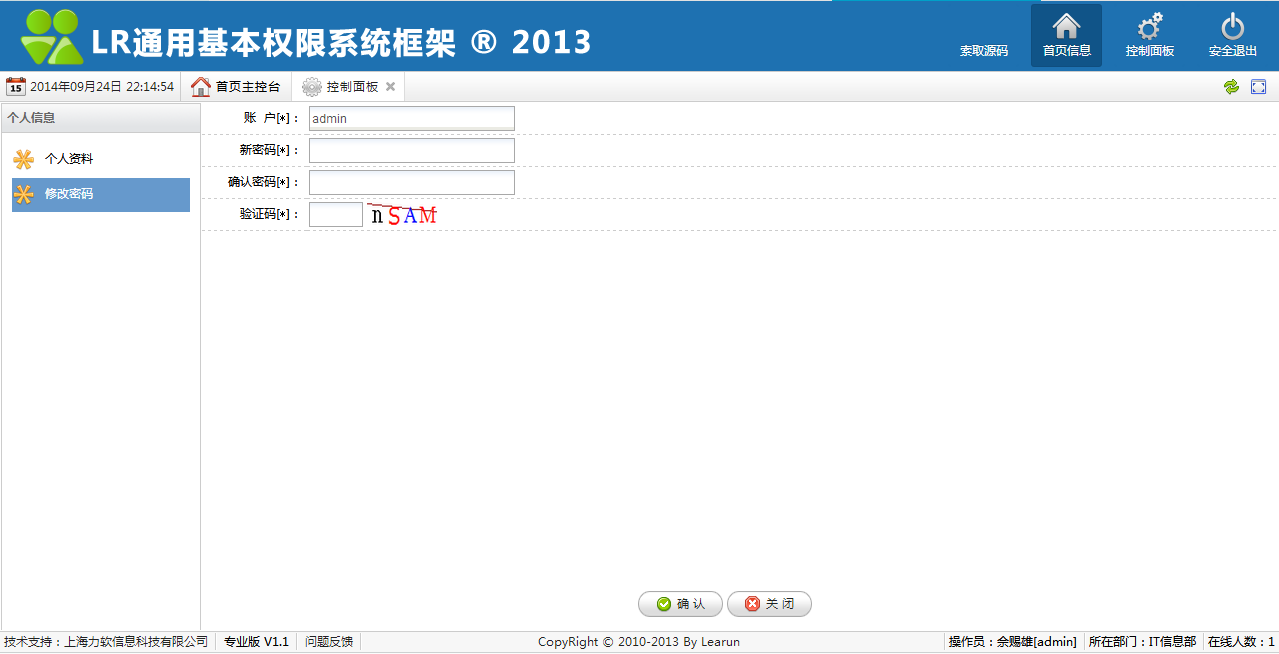 LR通用基本权限系统框架 ® 2013
索取源码 首页信息 控制面板 安全退出
15 2014年09月24日 22:14:54 首页主控台 控制面板
个人信息
个人资料
修改密码
账 户[*]： admin
新密码[*]：
确认密码[*]：
验证码[*]： nSAM
确 认 关 闭
技术支持：上海力软信息科技有限公司 专业版 V1.1 问题反馈 CopyRight © 2010-2013 By Learun 操作员：余赐雄[admin] 所在部门：IT信息部 在线人数：1